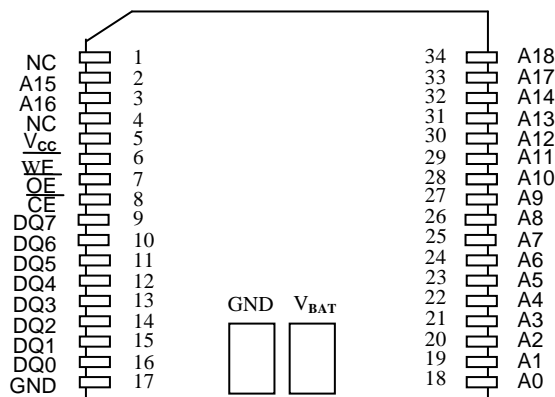 NC 1 34 A18
A15 2 33 A17
A16 3 32 A14
NC 4 31 A13
VCC 5 30 A12
WE 6 29 A11
OE 7 28 A10
CE 8 27 A9
DQ7 9 26 A8
DQ6 10 25 A7
DQ5 11 24 A6
DQ4 12 23 A5
DQ3 13 22 A4
DQ2 14 21 A3
DQ1 15 20 A2
DQ0 16 19 A1
GND 17 18 A0
GND VBAT